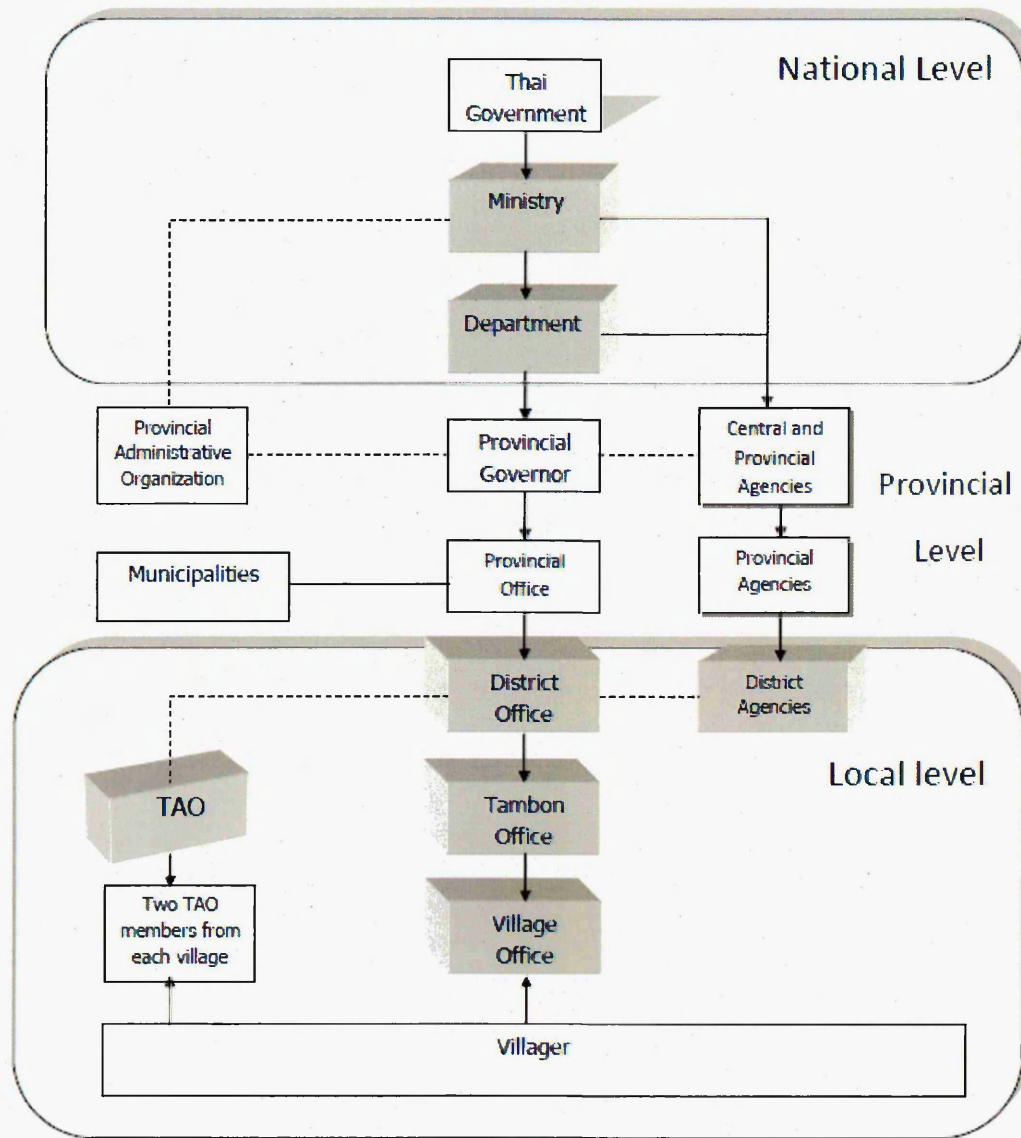 National Level
Thai
Government
Ministry
Department
Provincial
Administrative
Organization
Provincial
Governor
Central and
Provincial
Agencies
Provincial
Level
Municipalities
Provincial
Office
Provincial
Agencies
District
Office
District
Agencies
Local level
TAO
Tambon
Office
Two TAO
members from
each village
Village
Office
Villager